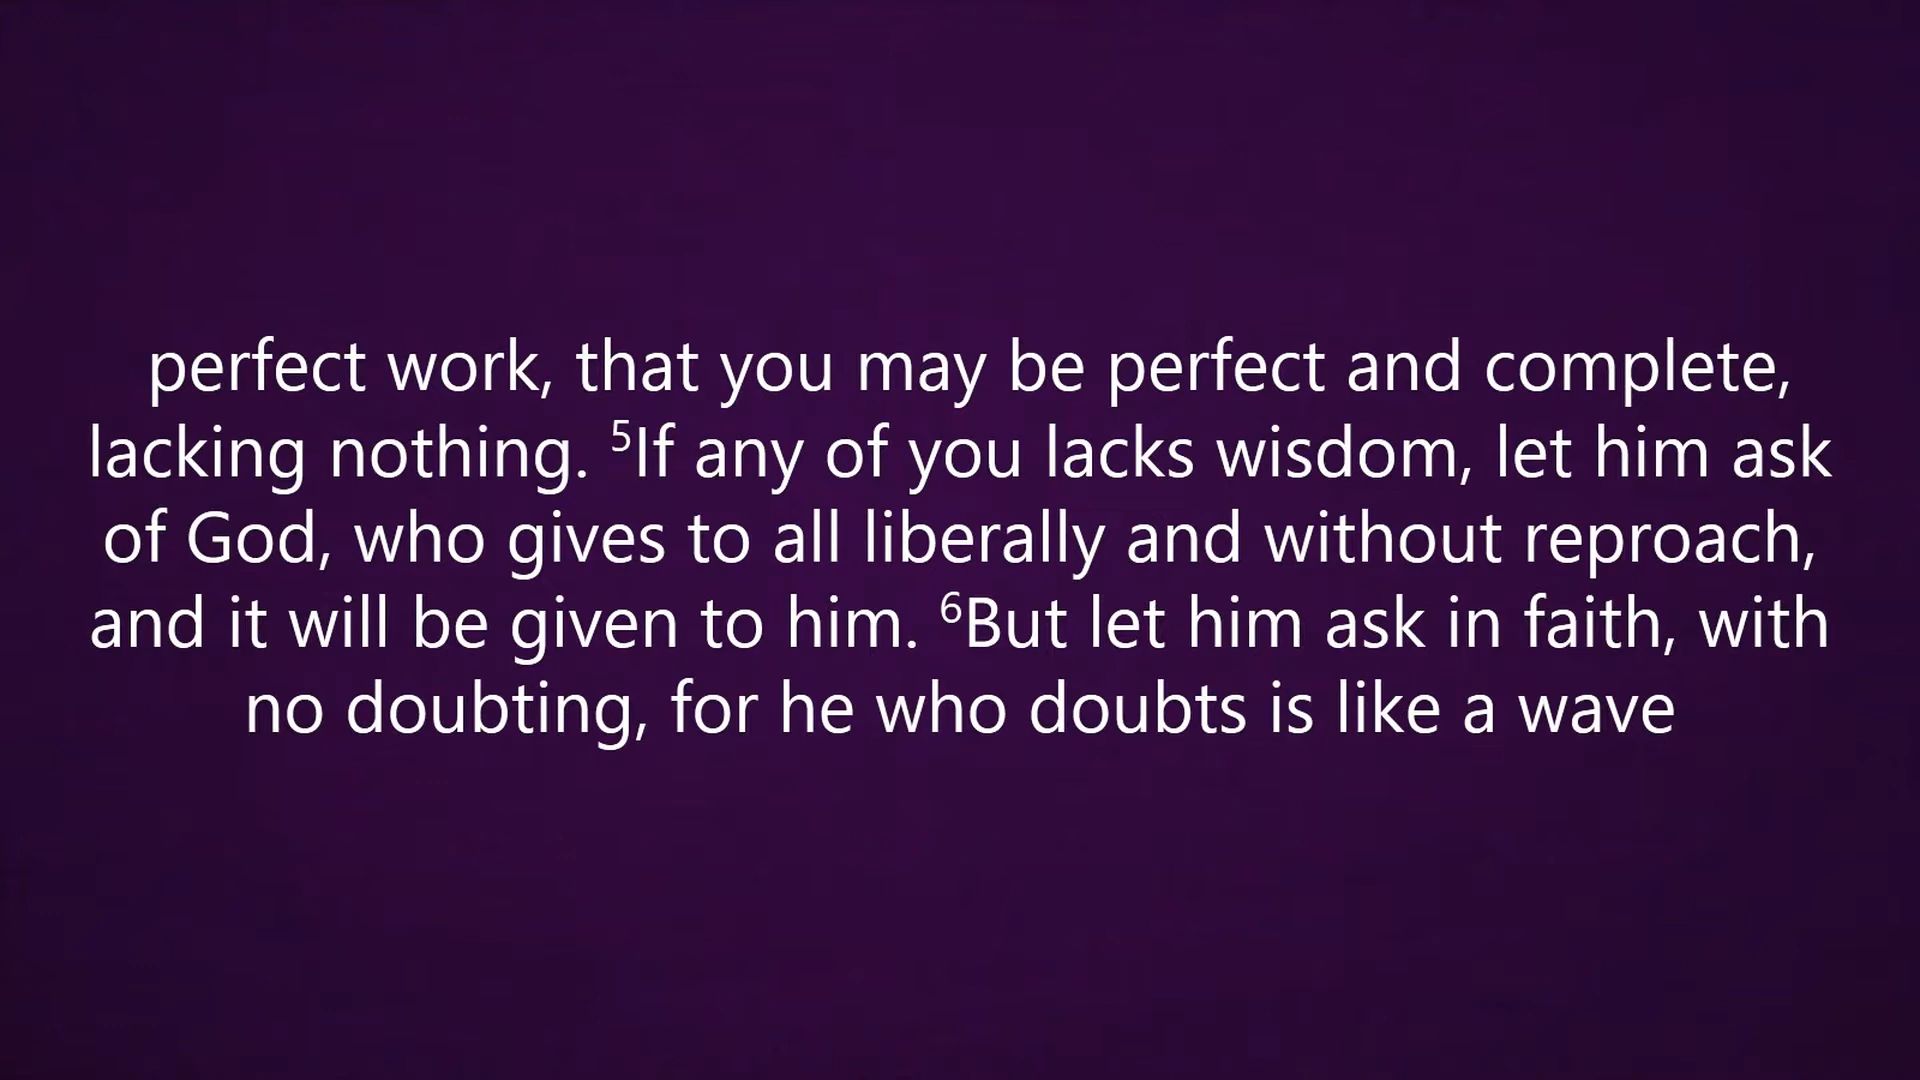 perfect work, that you may be perfect and complete,
lacking nothing. ⁵If any of you lacks wisdom, let him ask
of God, who gives to all liberally and without reproach,
and it will be given to him. ⁶But let him ask in faith, with
no doubting, for he who doubts is like a wave